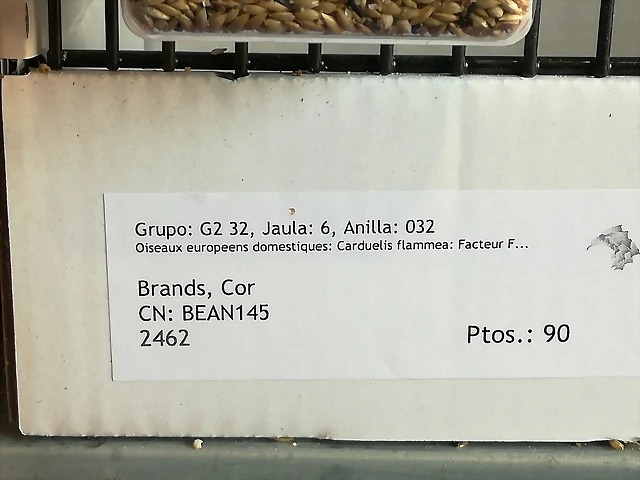 Grupo: G2 32, Jaula: 6, Anilla: 032
Oiseaux europeens domestiques: Carduelis flammea: Facteur F...
Brands, Cor
CN: BEAN145
2462
Ptos.: 90